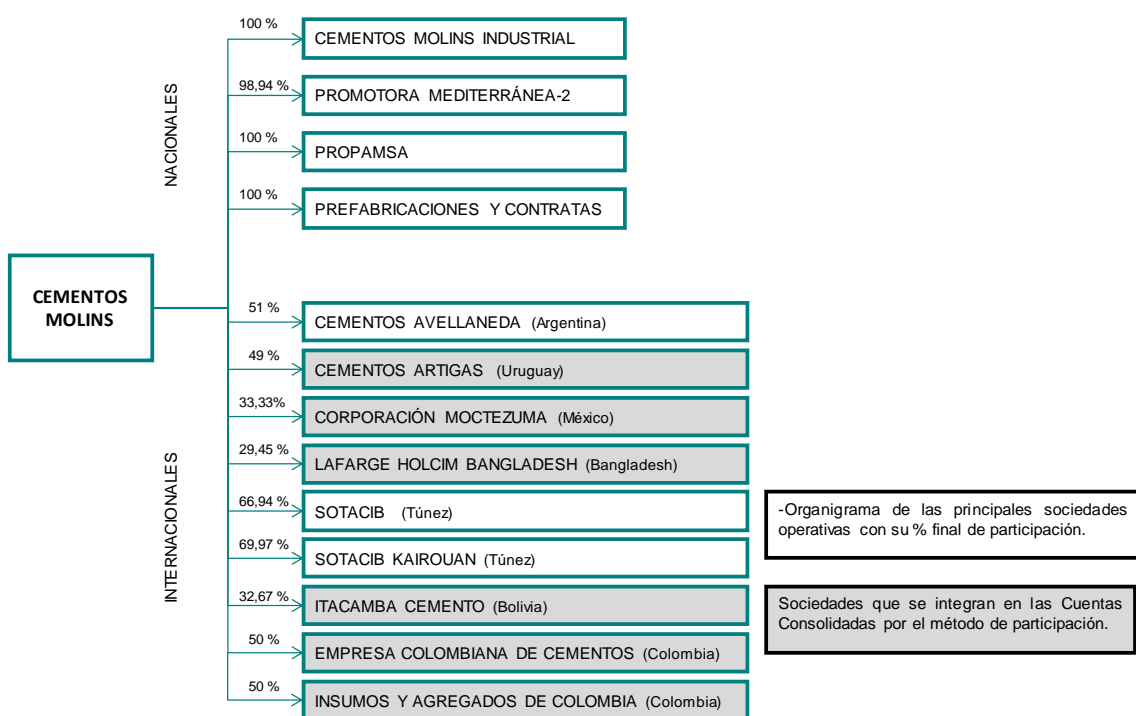 100 %
CEMENTOS MOLINS INDUSTRIAL
98,94 %
PROMOTORA MEDITERRÁNEA-2
100 %
PROPAMSA
100 %
PREFABRICACIONES Y CONTRATAS
NACIONALES
CEMENTOS
MOLINS
51 %
CEMENTOS AVELLANEDA (Argentina)
49 %
CEMENTOS ARTIGAS (Uruguay)
33,33%
CORPORACIÓN MOCTEZUMA (México)
29,45 %
LAFARGE HOLCIM BANGLADESH (Bangladesh)
66,94 %
SOTACIB (Túnez)
69,97 %
SOTACIB KAIROUAN (Túnez)
32,67 %
ITACAMBA CEMENTO (Bolivia)
50 %
EMPRESA COLOMBIANA DE CEMENTOS (Colombia)
50 %
INSUMOS Y AGREGADOS DE COLOMBIA (Colombia)
INTERNACIONALES
-Organigrama de las principales sociedades
operativas con su % final de participación.
Sociedades que se integran en las Cuentas
Consolidadas por el método de participación.